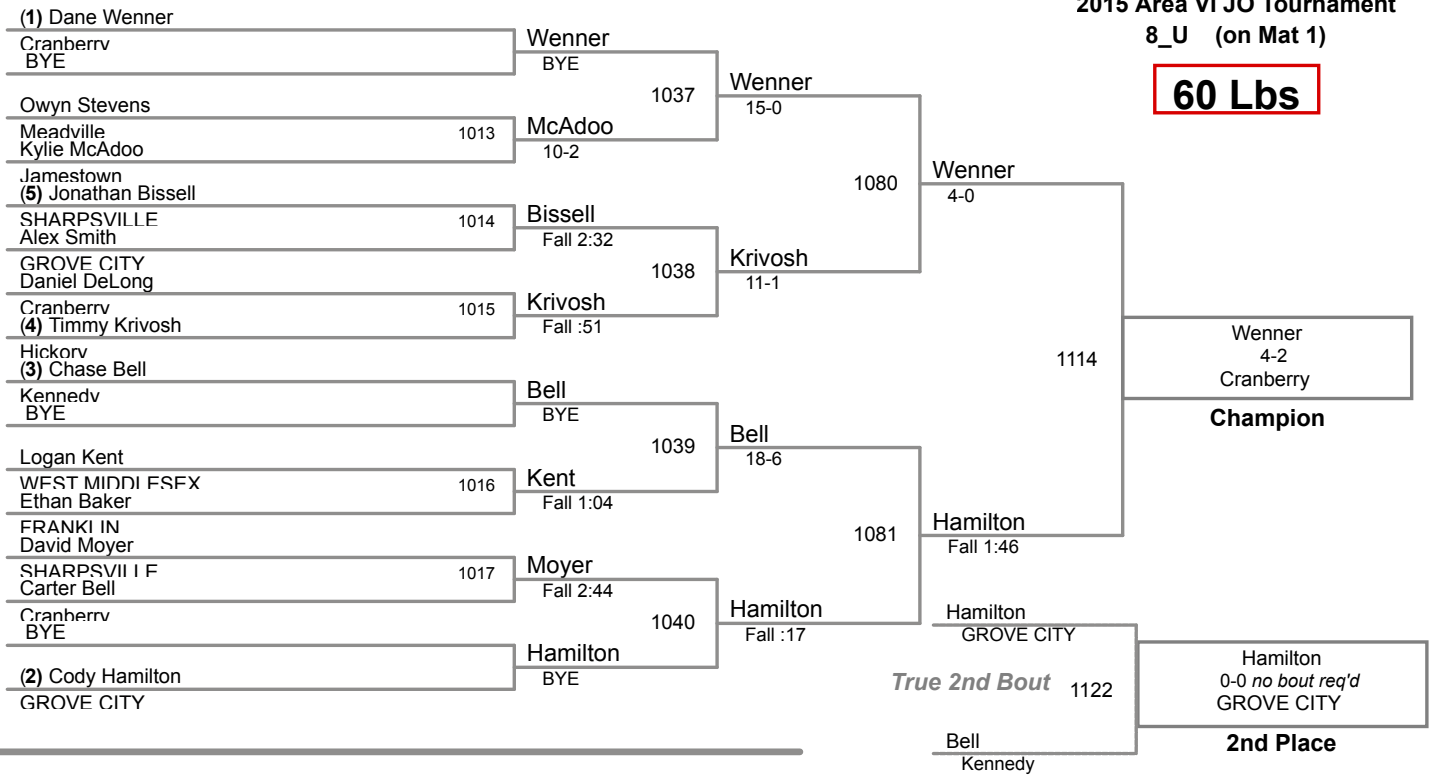 2015 Area VI JO Tournament
8_U (on Mat 1)
60 Lbs
(1) Dane Wenner
Cranberry
BYE
Owyn Stevens
Meadville
Kylie McAdoo
Jamestown
(5) Jonathan Bissell
SHARPSVILLE
Alex Smith
GROVE CITY
Daniel DeLong
Cranberry
(4) Timmy Krivosh
Hickory
(3) Chase Bell
Kennedy
BYE
Logan Kent
WEST MIDDLESEX
Ethan Baker
FRANKLIN
David Moyer
SHARPSVILLE
Carter Bell
Cranberry
BYE
(2) Cody Hamilton
GROVE CITY
1013
1014
1015
1016
1017
Wenner
BYE
McAdoo
10-2
Bissell
Fall 2:32
Krivosh
Fall :51
Bell
BYE
Kent
Fall 1:04
Moyer
Fall 2:44
Hamilton
BYE
1037
1038
1039
1040
Wenner
15-0
Krivosh
11-1
Bell
18-6
Hamilton
Fall :17
1080
1081
Wenner
4-0
Hamilton
Fall 1:46
1114
Wenner
4-2
Cranberry
Champion
Hamilton
GROVE CITY
True 2nd Bout 1122
Bell
Kennedy
Hamilton
0-0 no bout req'd
GROVE CITY
2nd Place